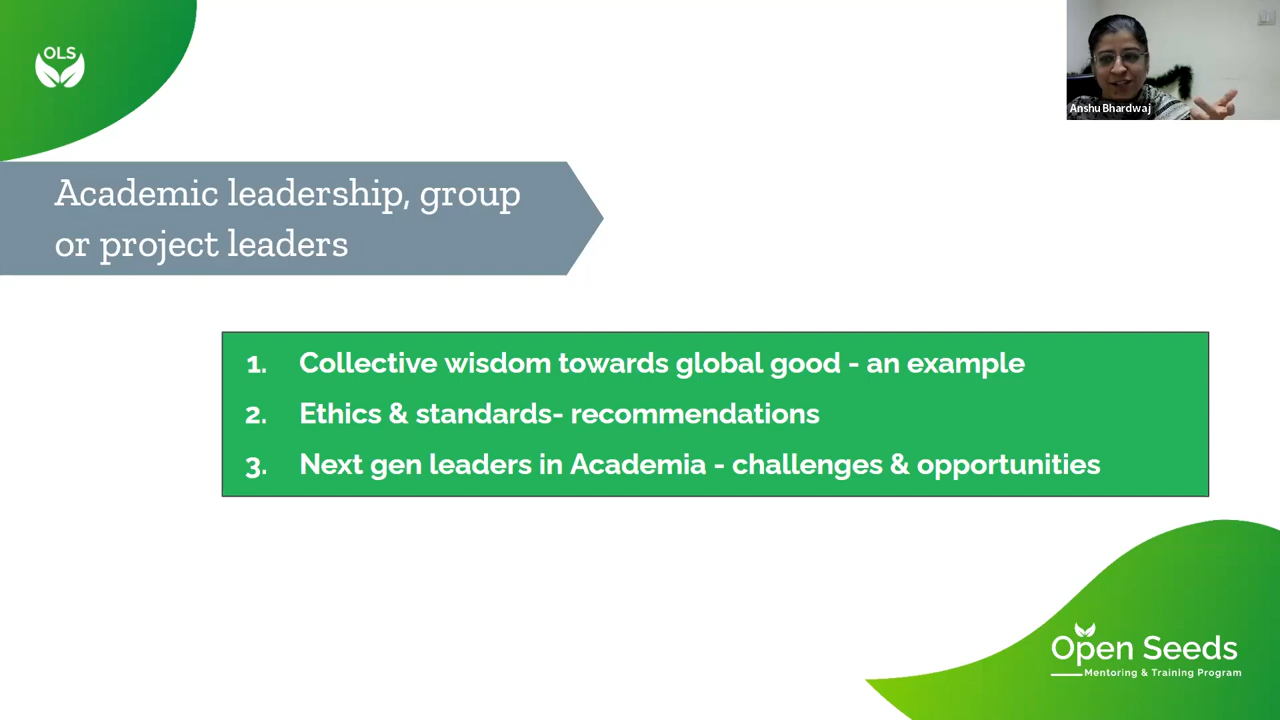 OLS
Anshu Bhardwaj
Academic leadership, group
or project leaders
1. Collective wisdom towards global good - an example
2. Ethics & standards- recommendations
3. Next gen leaders in Academia - challenges & opportunities
Open Seeds
Mentoring & Training Program